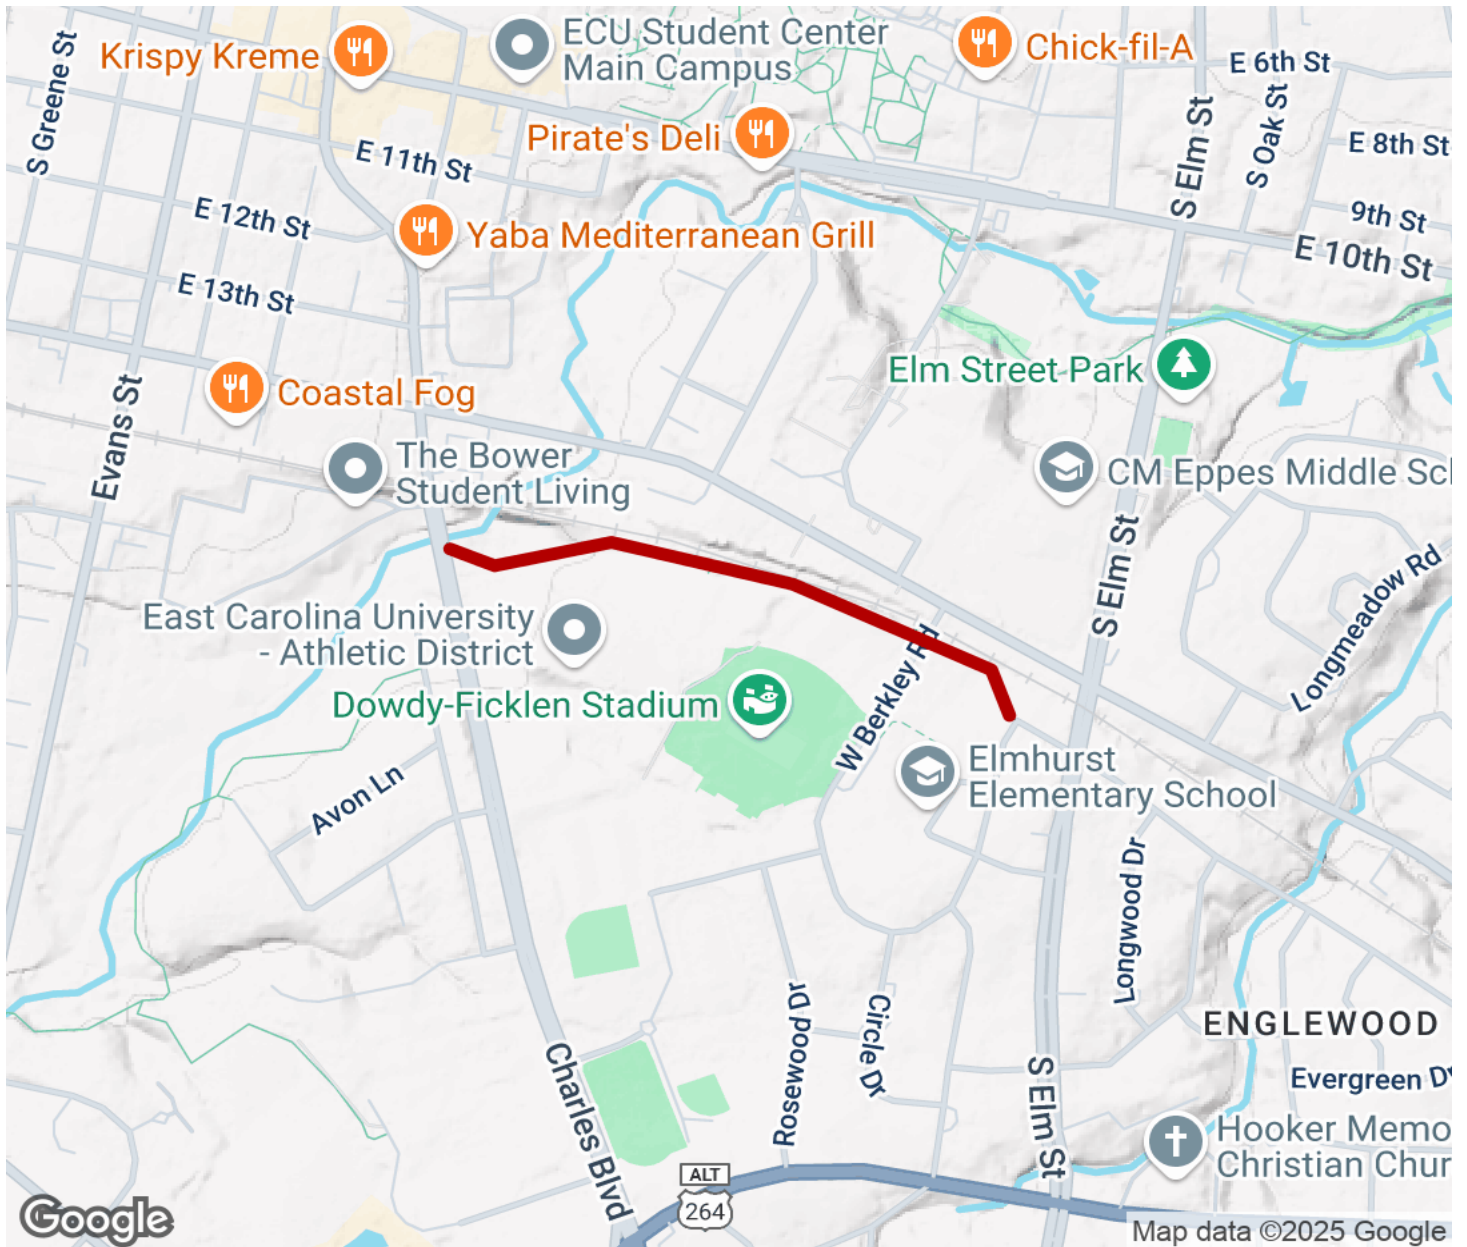 S Greene St
Krispy Kreme
ECU Student Center
Main Campus
Chick-fil-A
E 6th St
S Elm St
S Oak St
E 8th St
Pirate's Deli
E 11th St
E 12th St
Yaba Mediterranean Grill
9th St
E 10th St
E 13th St
Elm Street Park
Coastal Fog
Evans St
The Bower
Student Living
CM Eppes Middle Scl
S Elm St
Longmeadow Rd
East Carolina University
- Athletic District
W Berkley Rd
Dowdy-Ficklen Stadium
Elmhurst
Elementary School
Avon Ln
Longwood Dr
Rosewood Dr
Circle Dr
ENGLEWOOD
Charles Blvd
S Elm St
Evergreen D
Hooker Memo
Christian Chur
ALT
264
Google
Map data ©2025 Google